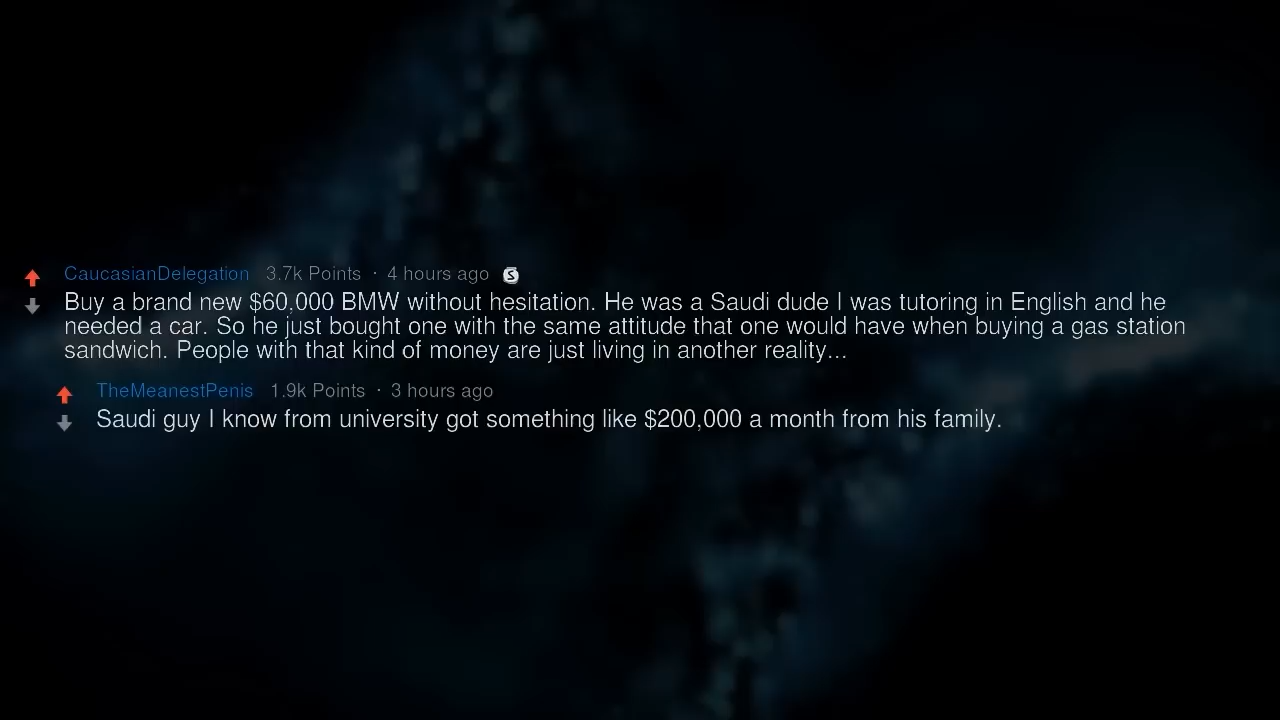 CaucasianDelegation 3.7k Points · 4 hours ago S
Buy a brand new $60,000 BMW without hesitation. He was a Saudi dude I was tutoring in English and he
needed a car. So he just bought one with the same attitude that one would have when buying a gas station
sandwich. People with that kind of money are just living in another reality...
TheMeanestPenis 1.9k Points · 3 hours ago
Saudi guy I know from university got something like $200,000 a month from his family.